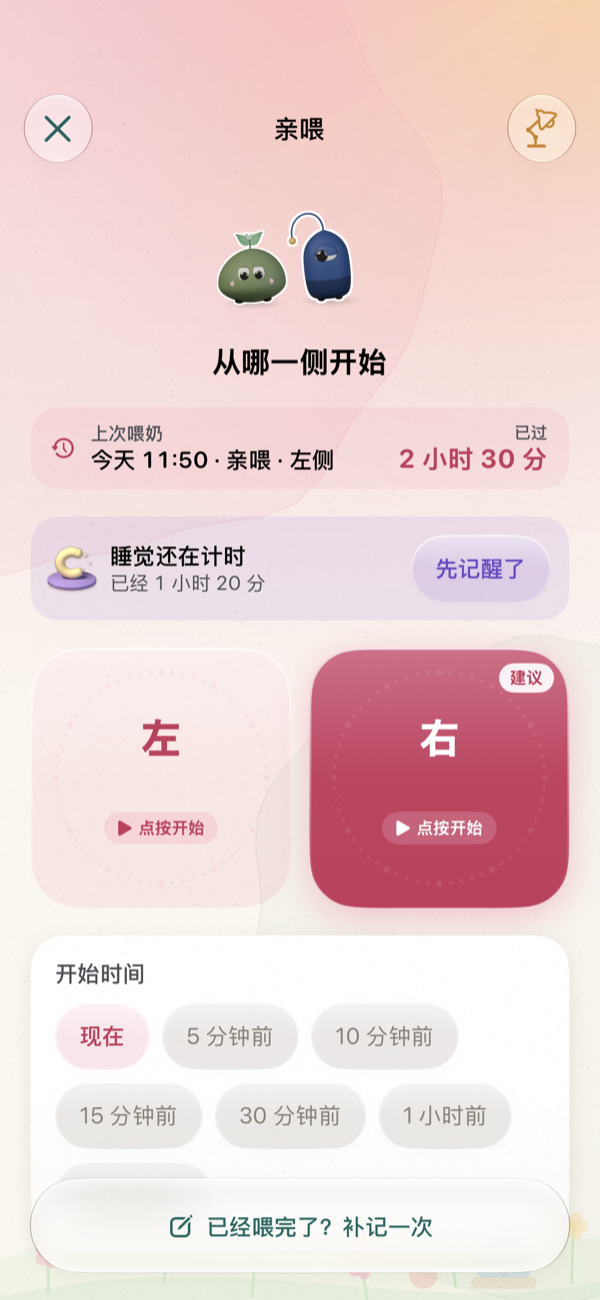 亲喂
从哪一侧开始
上次喂奶
已过
今天 11:50 · 亲喂 · 左侧
2 小时 30 分
睡觉还在计时
已经 1 小时 20 分
先记醒了
建议
左
右
点按开始
点按开始
开始时间
现在
5 分钟前
10 分钟前
15 分钟前
30 分钟前
1 小时前
已经喂完了？补记一次